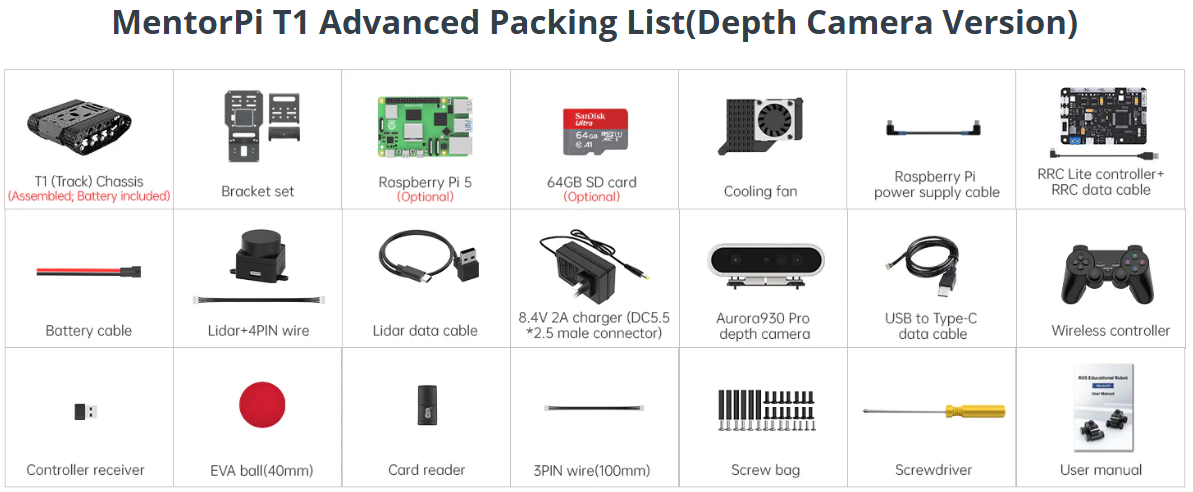 MentorPi T1 Advanced Packing List(Depth Camera Version)
T1 (Track) Chassis
(Assembled; Battery included)
Bracket set
Raspberry Pi 5
(Optional)
SanDisk
Ultra
64GB
A1
64GB SD card
(Optional)
Cooling fan
Raspberry Pi
power supply cable
RRC Lite controller+
RRC data cable
Battery cable
Lidar+4PIN wire
Lidar data cable
8.4V 2A charger (DC5.5
*2.5 male connector)
Aurora930 Pro
depth camera
USB to Type-C
data cable
Wireless controller
Controller receiver
EVA ball(40mm)
Card reader
3PIN wire(100mm)
Screw bag
Screwdriver
ROS Educational Robot
User Manual
User manual